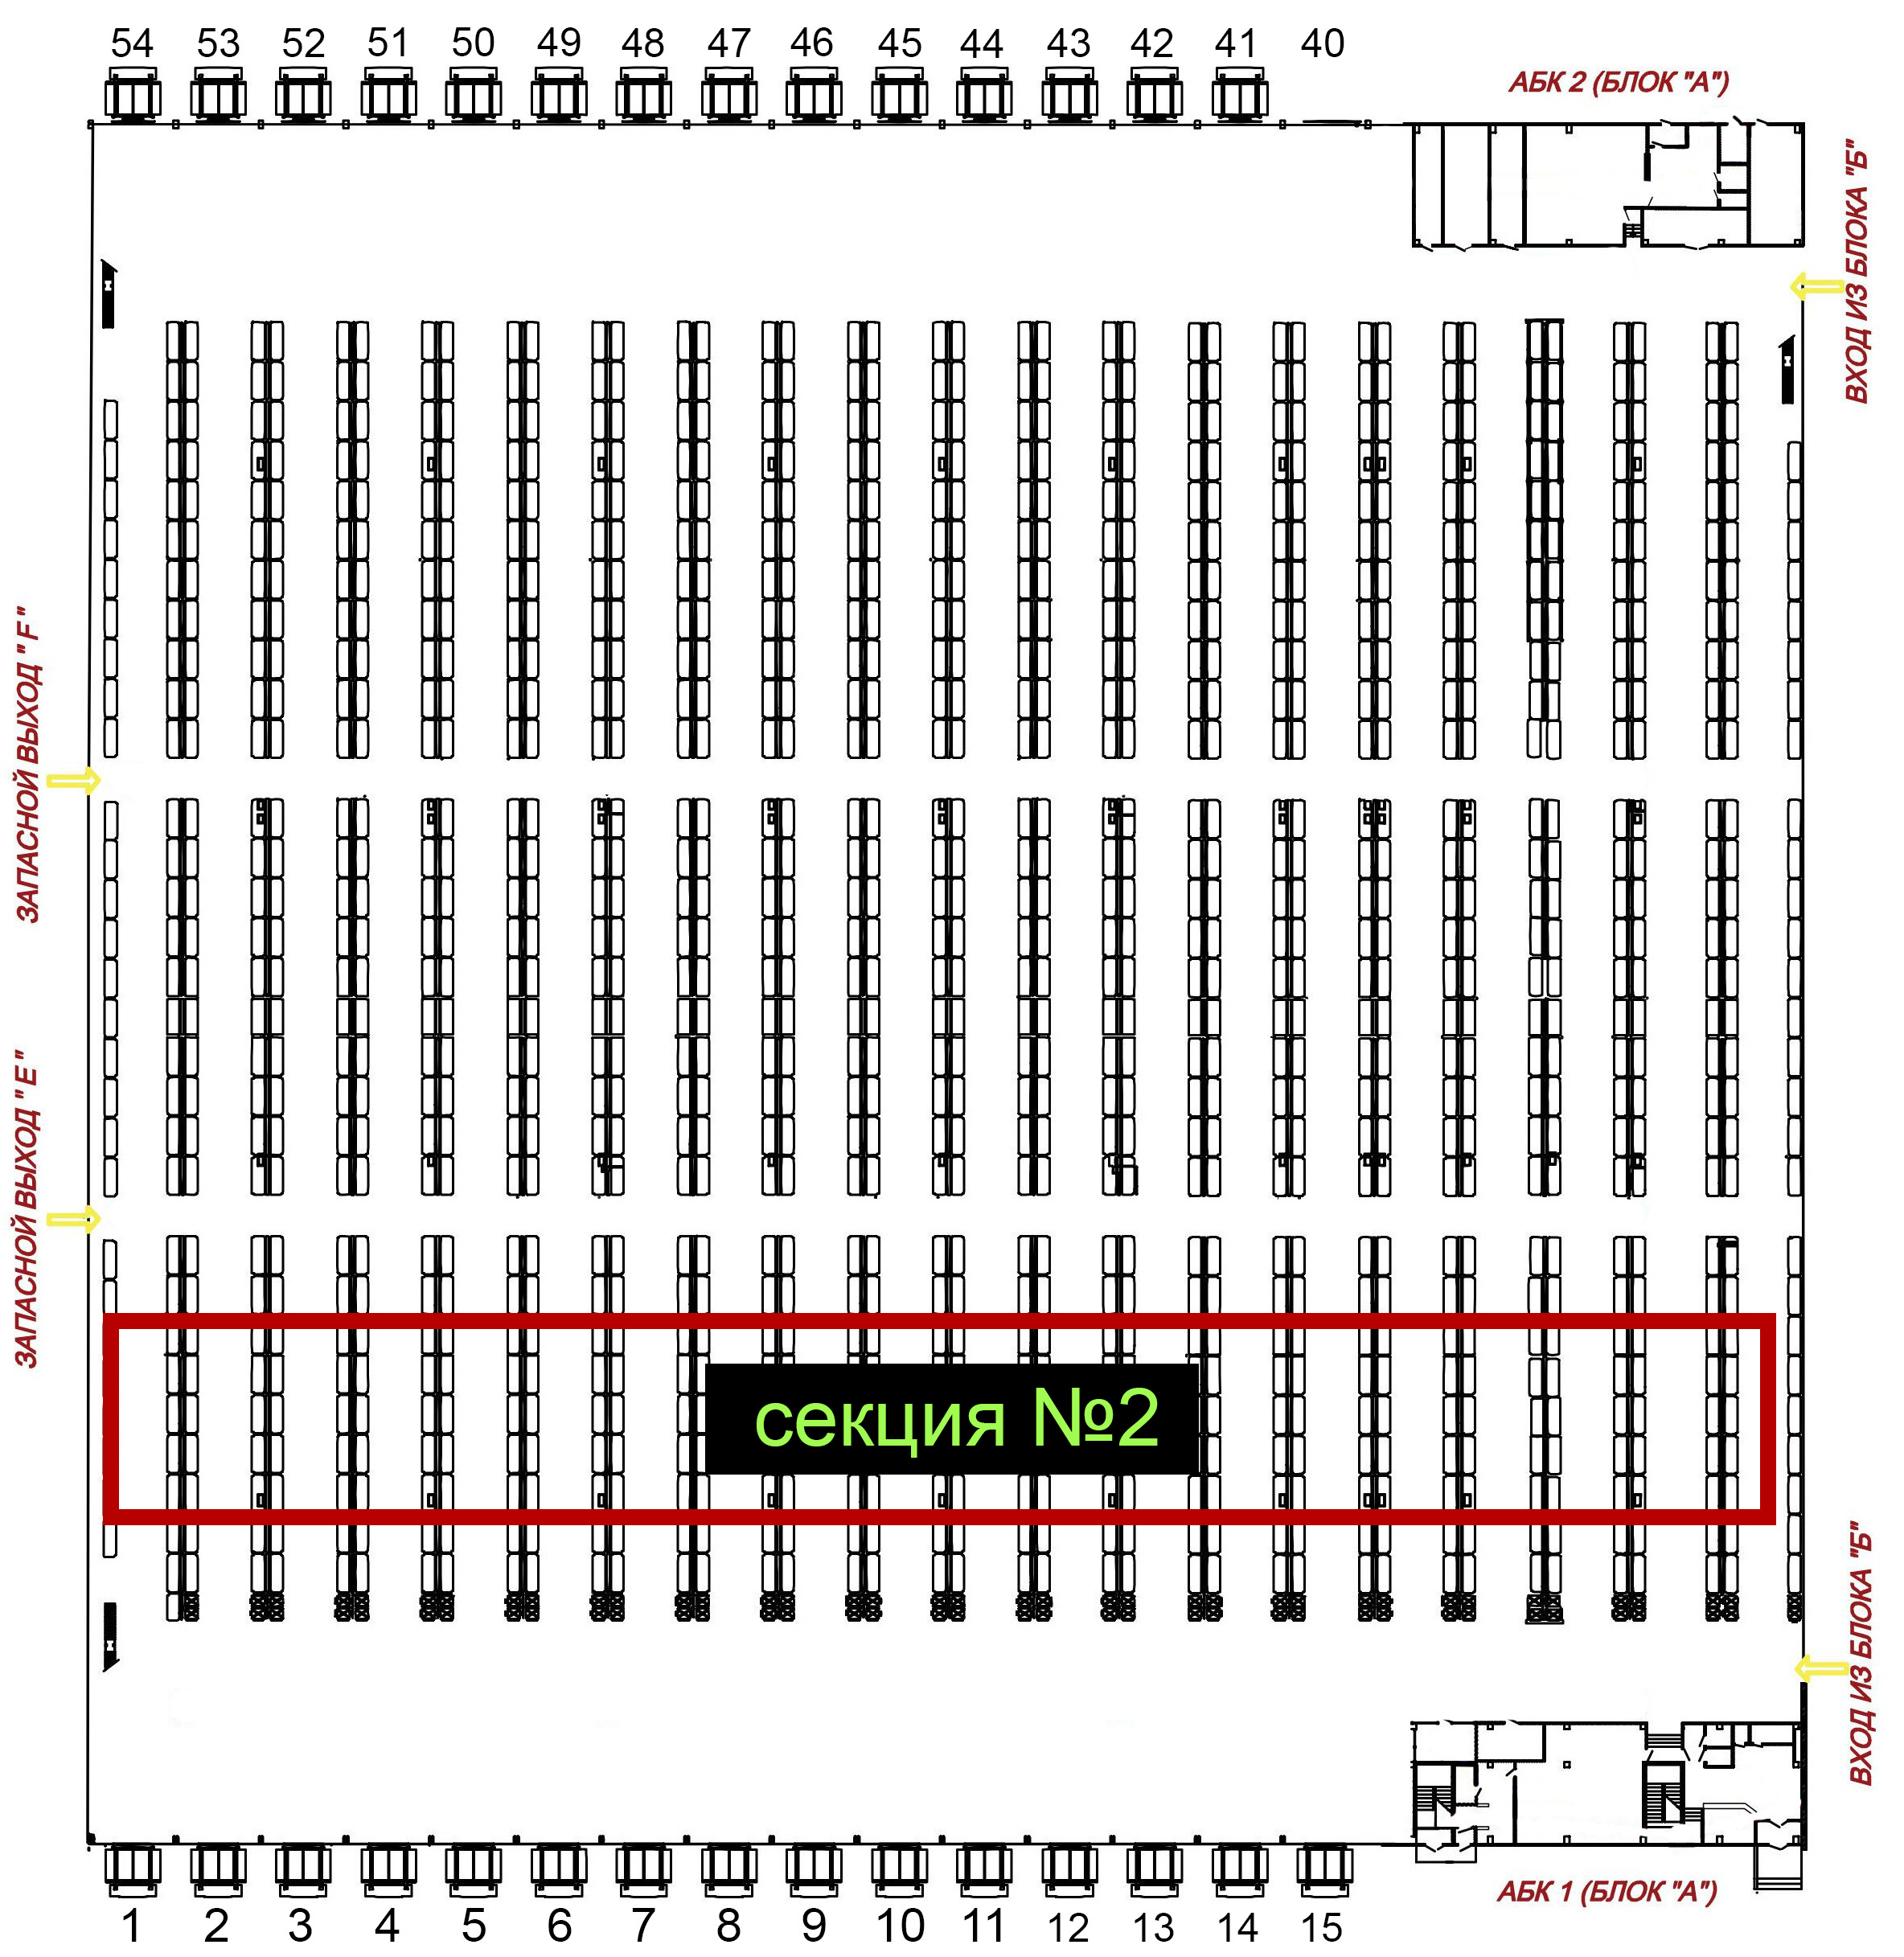 54 53 52 51 50 49 48 47 46 45 44 43 42 41 40
АБК 2 (БЛОК "А")
ВХОД ИЗ БЛОКА "Б"
ЗАПАСНОЙ ВЫХОД " F "
ЗАПАСНОЙ ВЫХОД " Е "
секция №2
ВХОД ИЗ БЛОКА "Б"
АБК 1 (БЛОК "А")
1 2 3 4 5 6 7 8 9 10 11 12 13 14 15